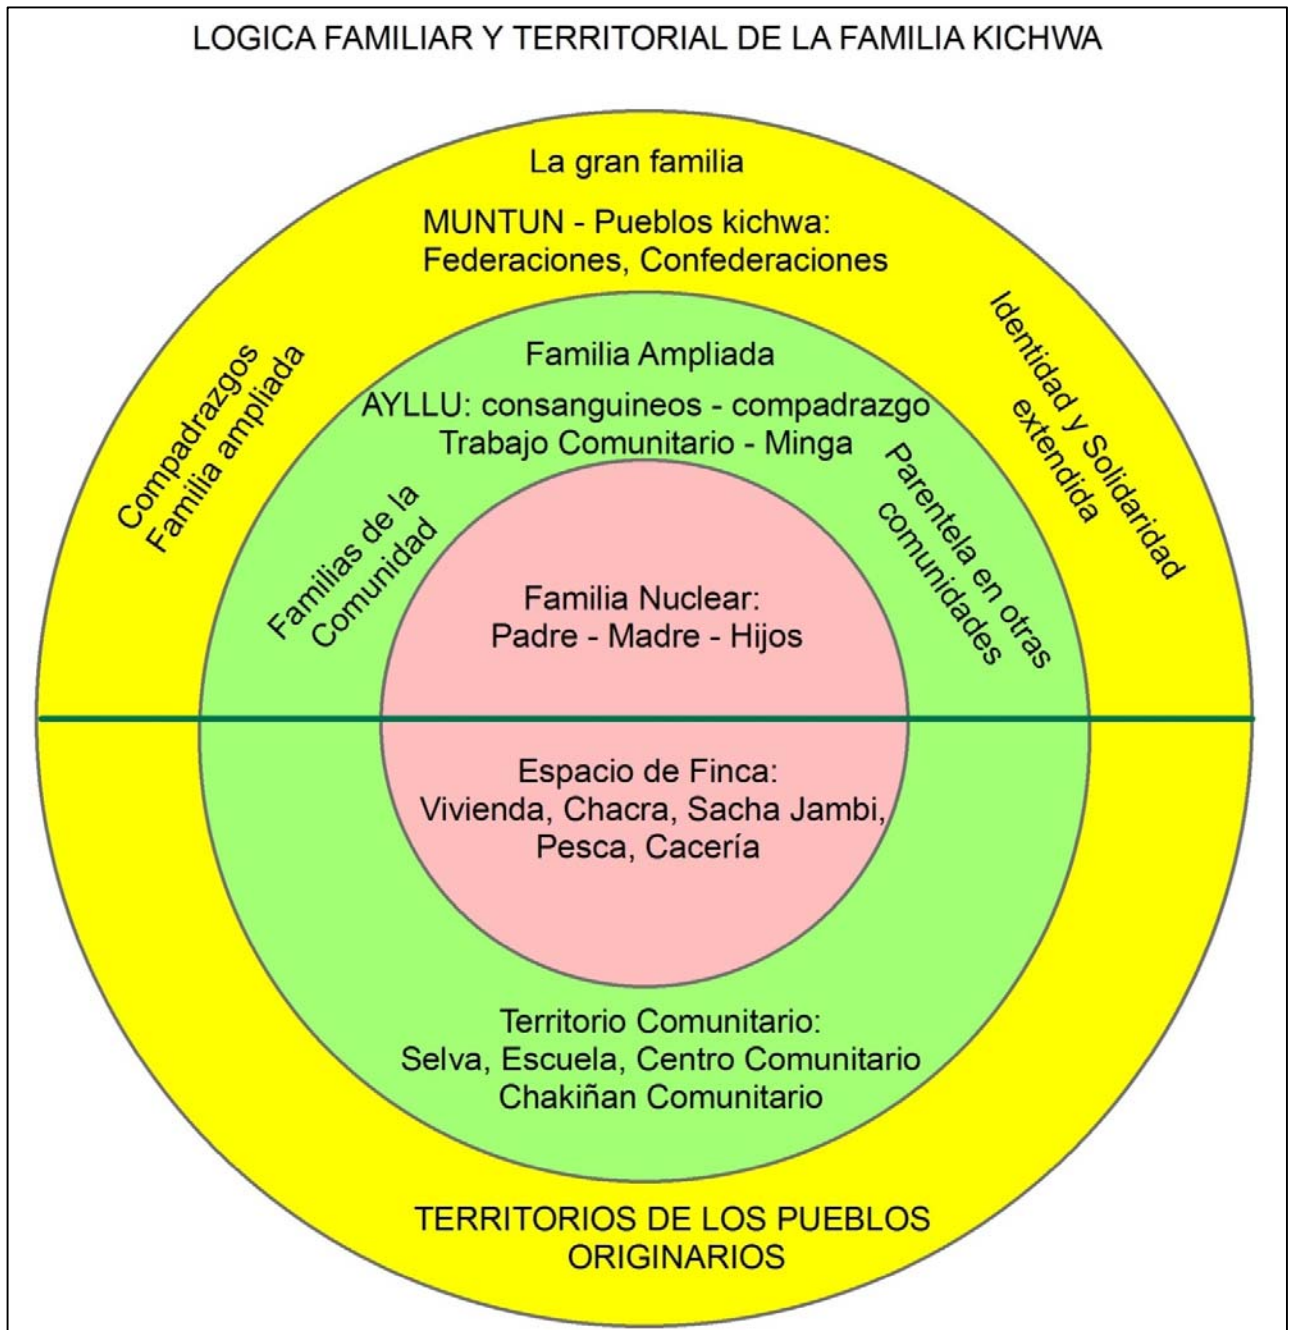 LOGICA FAMILIAR Y TERRITORIAL DE LA FAMILIA KICHWA
La gran familia
MUNTUN - Pueblos kichwa:
Federaciones, Confederaciones
Compadrazgos
Familia ampliada
Identidad y Solidaridad
extendida
Familia Ampliada
AYLLU: consanguineos - compadrazgo
Trabajo Comunitario - Minga
Familias de la
Comunidad
Parentela en otras
comunidades
Familia Nuclear:
Padre - Madre - Hijos
Espacio de Finca:
Vivienda, Chacra, Sacha Jambi,
Pesca, Cacería
Territorio Comunitario:
Selva, Escuela, Centro Comunitario
Chakiñan Comunitario
TERRITORIOS DE LOS PUEBLOS
ORIGINARIOS